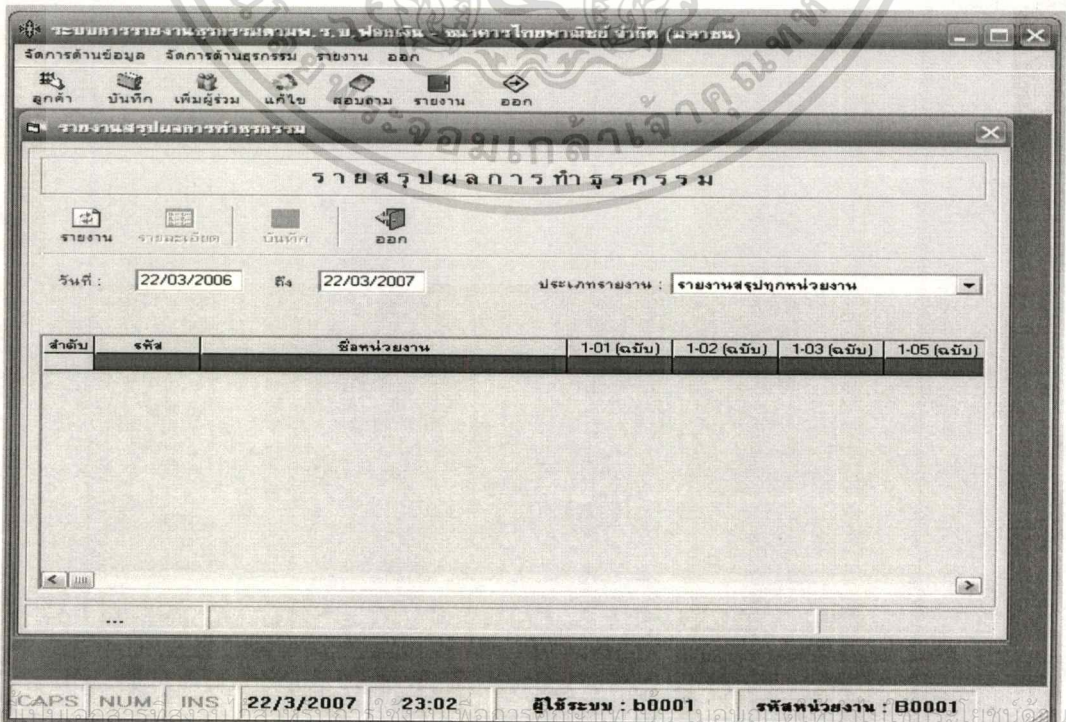 ระบบการรายงานธุรกรรมตามพ.ร.บ.ฟอกเงิน - ธนาคารไทยพาณิชย์ จำกัด (มหาชน)
จัดการด้านข้อมูล จัดการด้านธุรกรรม รายงาน ออก
ลูกค้า บันทึก เพิ่มผู้ร่วม แก้ไข สอบถาม รายงาน ออก
รายงานสรุปผลการทำธุรกรรม
รายสรุปผลการทำธุรกรรม
รายงาน รายละเอียด บันทึก ออก
วันที่ : 22/03/2006 ถึง 22/03/2007 ประเภทรายงาน : รายงานสรุปทุกหน่วยงาน
ลำดับ รหัส ชื่อหน่วยงาน 1-01 (ฉบับ) 1-02 (ฉบับ) 1-03 (ฉบับ) 1-05 (ฉบับ)
...
CAPS NUM INS 22/3/2007 23:02 ผู้ใช้ระบบ : b0001 รหัสหน่วยงาน : B0001